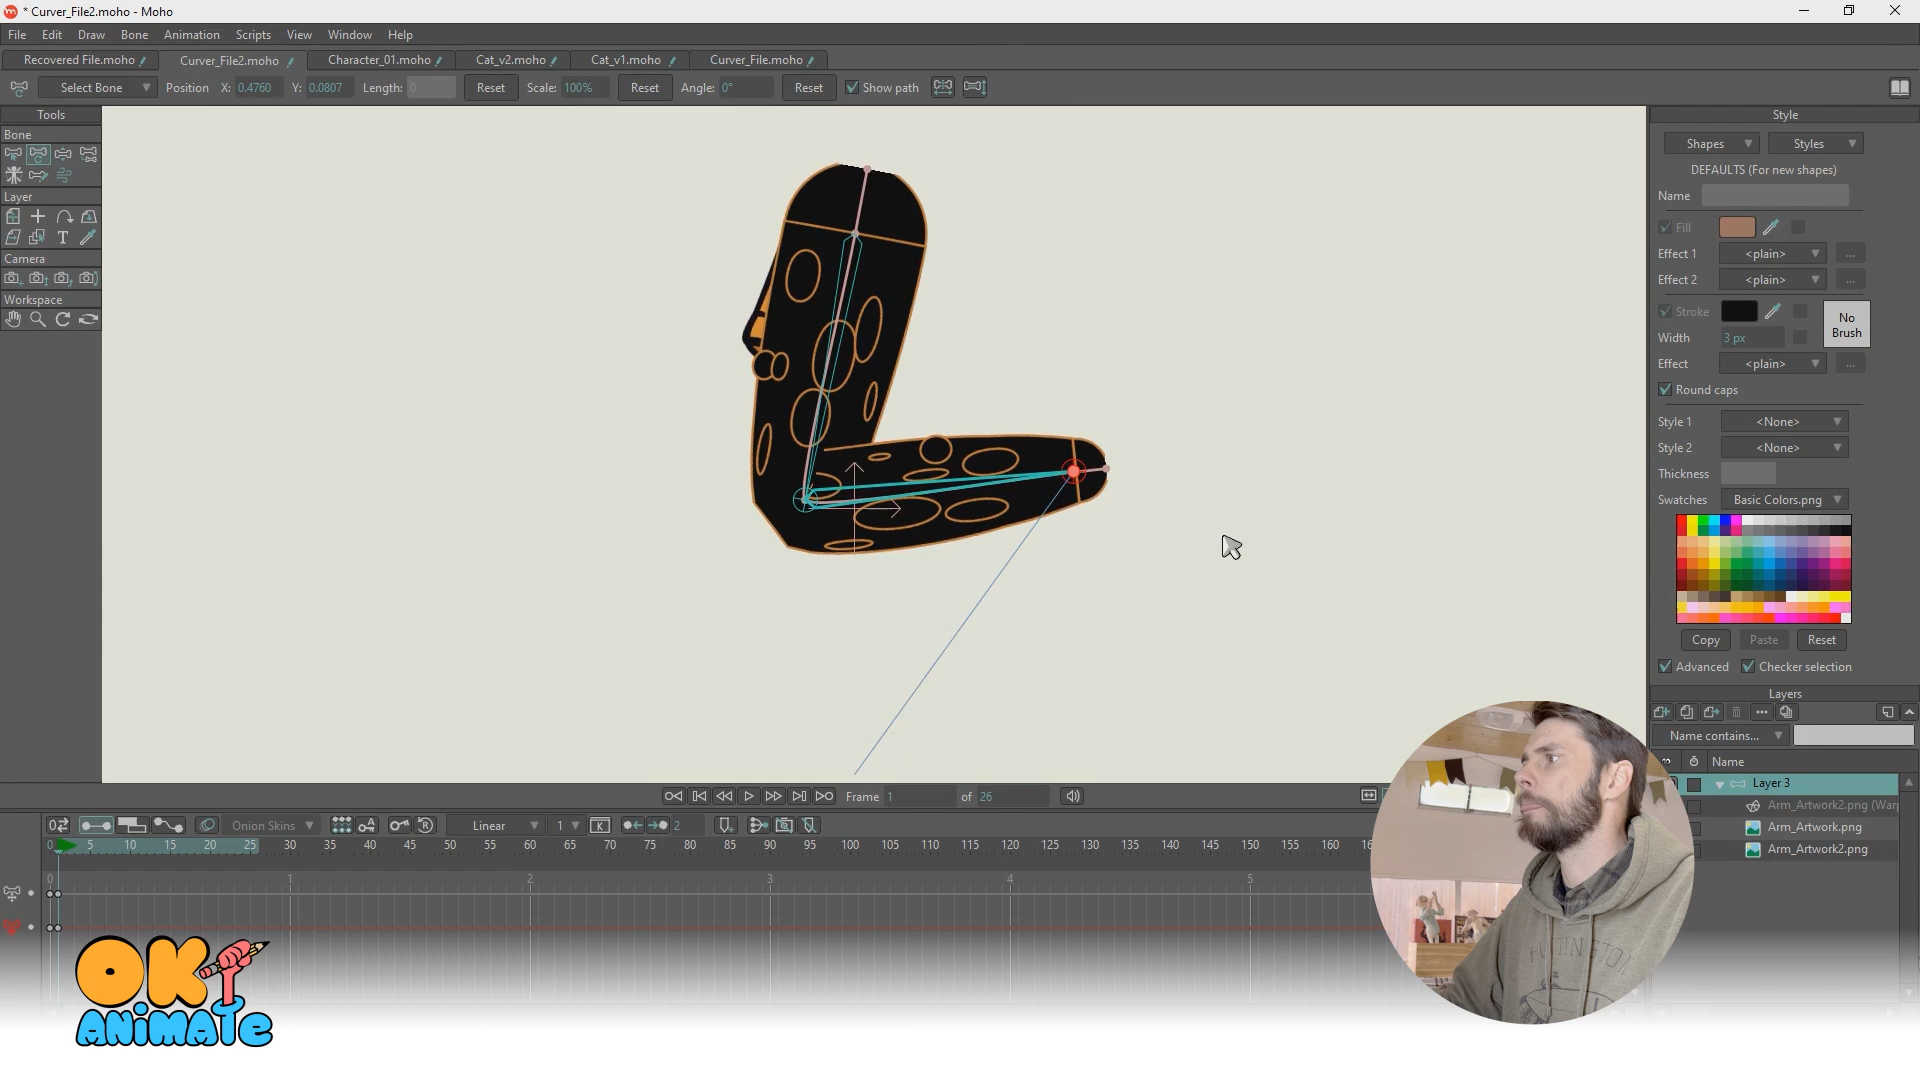 * Curver_File2.moho - Moho
File Edit Draw Bone Animation Scripts View Window Help
Recovered File.moho Curver_File2.moho Character_01.moho Cat_v2.moho Cat_v1.moho Curver_File.moho
Select Bone Position X: 0.4760 Y: 0.0807 Length: 0 Reset Scale: 100% Reset Angle: 0° Reset Show path
Tools
Bone
Layer
T
Camera
Workspace
Style
Shapes Styles
DEFAULTS (For new shapes)
Name
Fill
Effect 1 <plain> ...
Effect 2 <plain> ...
Stroke
No
Brush
Width 3 px
Effect <plain> ...
Round caps
Style 1 <None>
Style 2 <None>
Thickness
Swatches Basic Colors.png
Copy Paste Reset
Advanced Checker selection
Layers
Name contains...
Name
Layer 3
Arm_Artwork2.png (Warp
Arm_Artwork.png
Arm_Artwork2.png
Frame 1 of 26
Onion Skins Linear 1 K 2
0 5 10 15 20 25 30 35 40 45 50 55 60 65 70 75 80 85 90 95 100 105 110 115 120 125 130 135 140 145 150 155 160
0 1 2 3 4 5
OK
ANIMATE